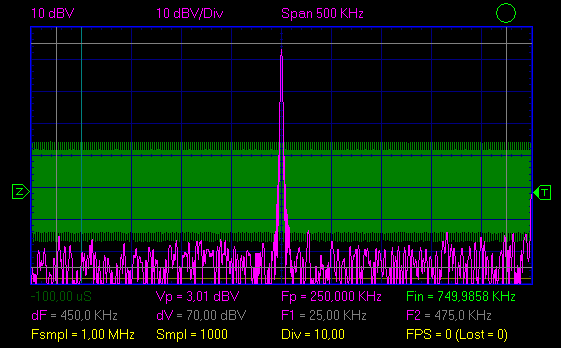 10 dBV 10 dBV/Div Span 500 KHz
Z T
-100,00 uS Vp = 3,01 dBV Fp = 250,000 KHz Fin = 749,9858 KHz
dF = 450,0 KHz dV = 70,00 dBV F1 = 25,00 KHz F2 = 475,0 KHz
Fsmpl = 1,00 MHz Smpl = 1000 Div = 10,00 FPS = 0 (Lost = 0)